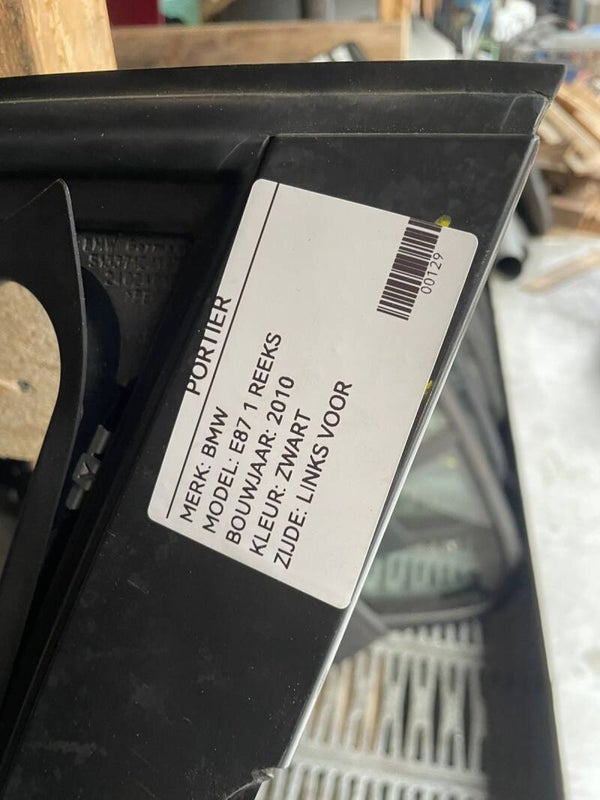 PORTIER
MERK: BMW
MODEL: E87 1 REEKS
BOUWJAAR: 2010
KLEUR: ZWART
ZIJDE: LINKS VOOR
00129